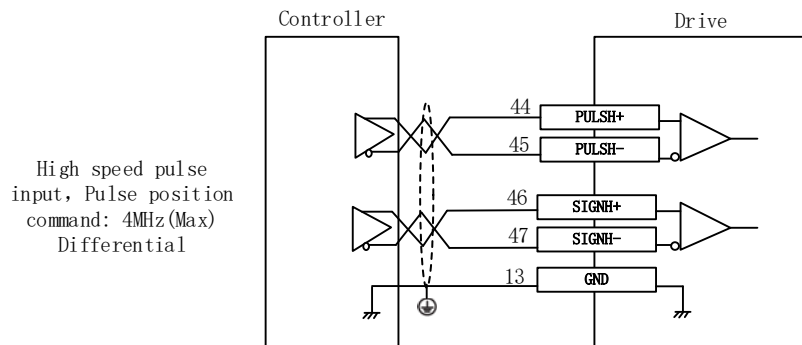 Controller
Drive
High speed pulse
input, Pulse position
command: 4MHz(Max)
Differential
44
PULSH+
45
PULSH-
46
SIGNH+
47
SIGNH-
13
GND